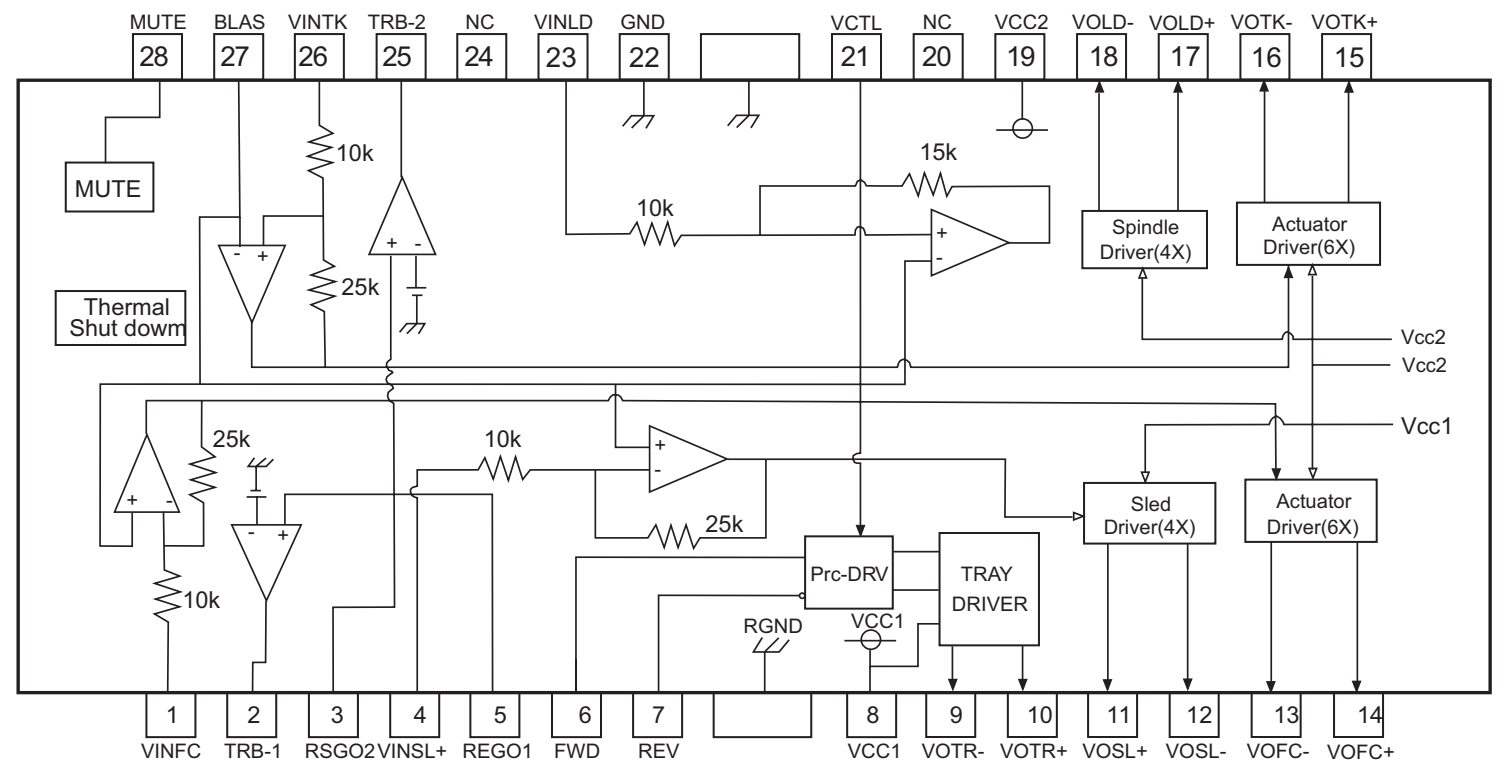 MUTE BLAS VINTK TRB-2 NC VINLD GND VCTL NC VCC2 VOLD- VOLD+ VOTK- VOTK+
28 27 26 25 24 23 22 21 20 19 18 17 16 15
MUTE
10k
15k
10k
+ -
- +
+
-
25k
Spindle
Driver(4X)
Actuator
Driver(6X)
Thermal
Shut dowm
Vcc2
Vcc2
Vcc1
25k
10k
+
-
+ -
- +
25k
10k
Sled
Driver(4X)
Actuator
Driver(6X)
Prc-DRV
TRAY
DRIVER
RGND
VCC1
1 2 3 4 5 6 7 8 9 10 11 12 13 14
VINFC TRB-1 RSGO2 VINSL+ REGO1 FWD REV VCC1 VOTR- VOTR+ VOSL+ VOSL- VOFC- VOFC+